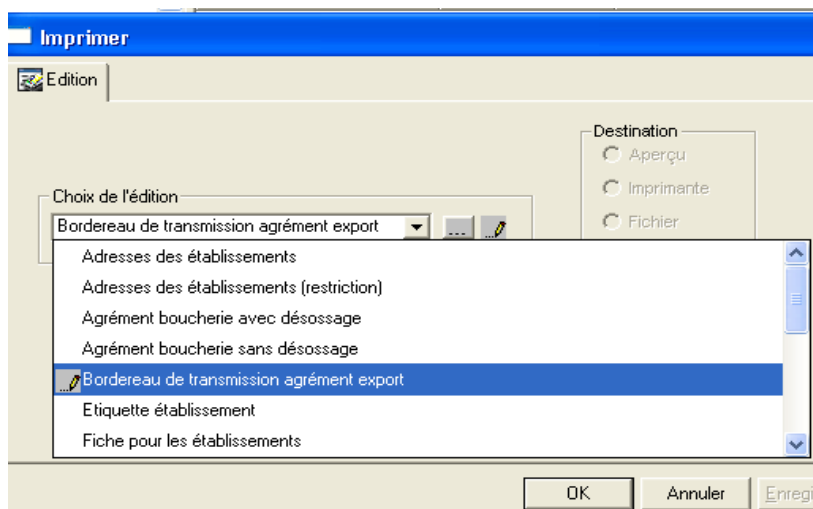 Imprimer
Edition
Destination
Aperçu
Imprimante
Fichier
Choix de l'édition
Bordereau de transmission agrément export
...
Adresses des établissements
Adresses des établissements (restriction)
Agrément boucherie avec désossage
Agrément boucherie sans désossage
Bordereau de transmission agrément export
Etiquette établissement
Fiche pour les établissements
OK
Annuler
Enregi